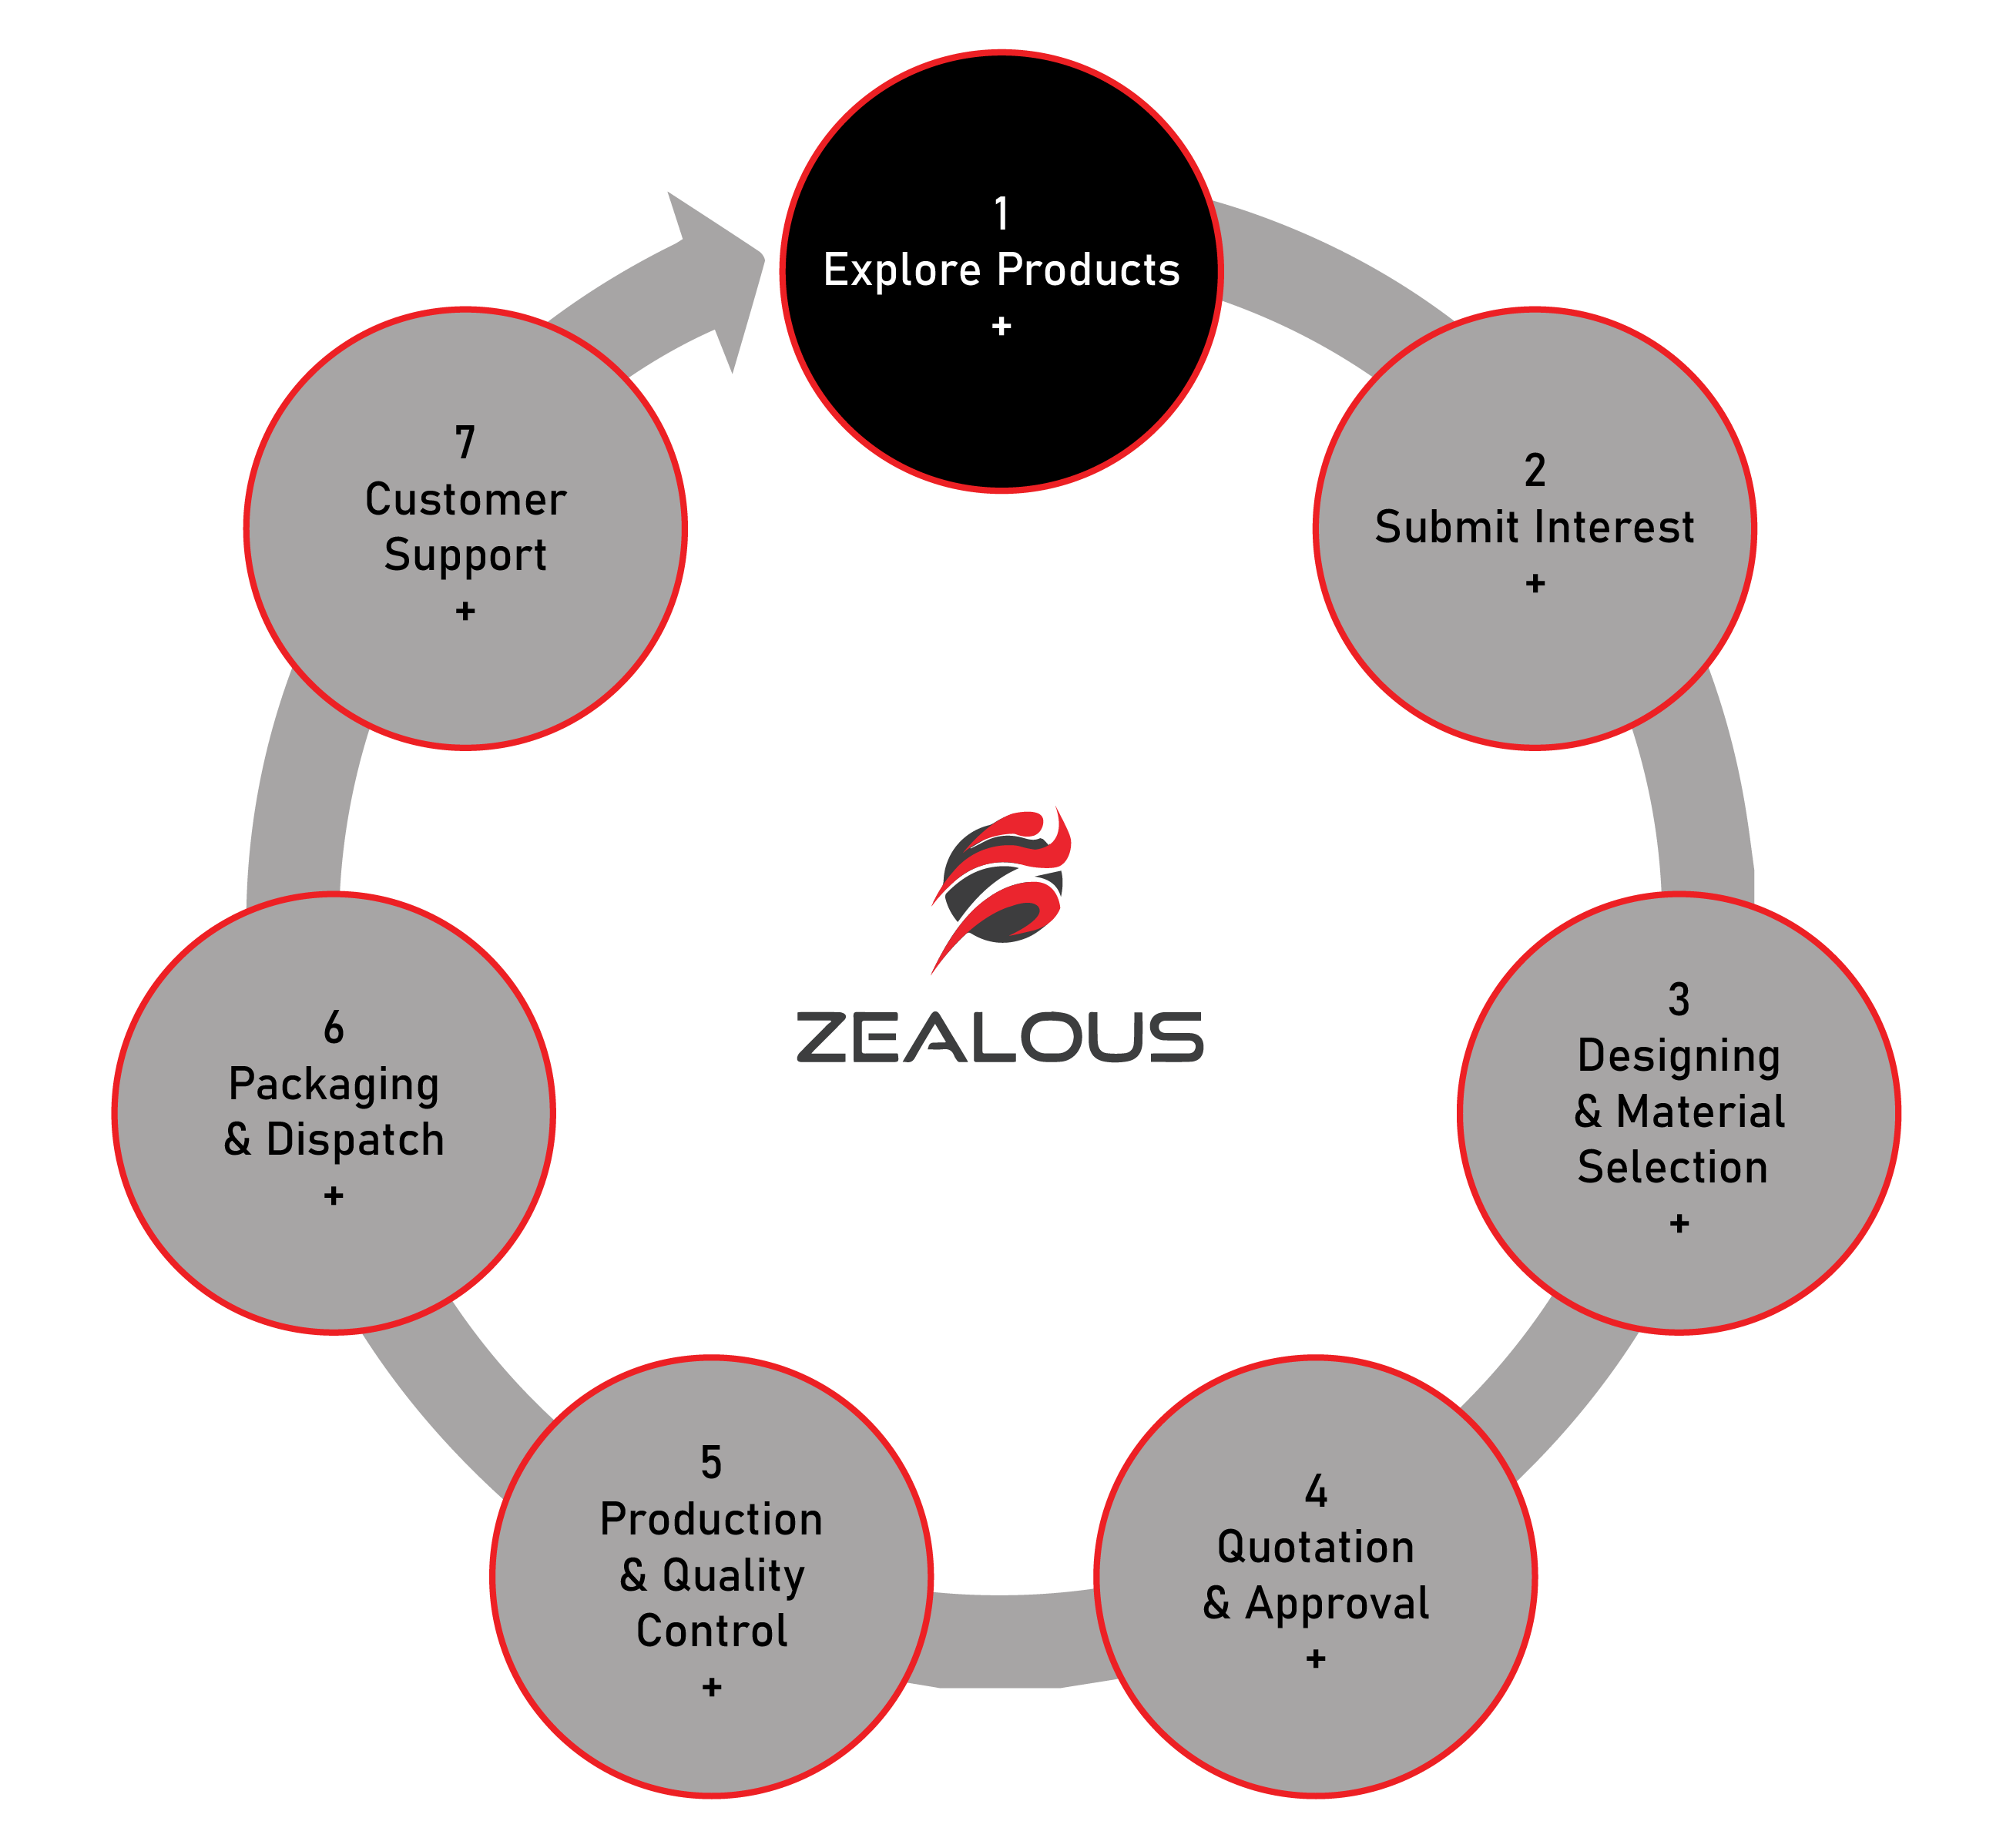 1
Explore Products
+
2
Submit Interest
+
3
Designing
& Material
Selection
+
4
Quotation
& Approval
+
5
Production
& Quality
Control
+
6
Packaging
& Dispatch
+
7
Customer
Support
+
ZEALOUS